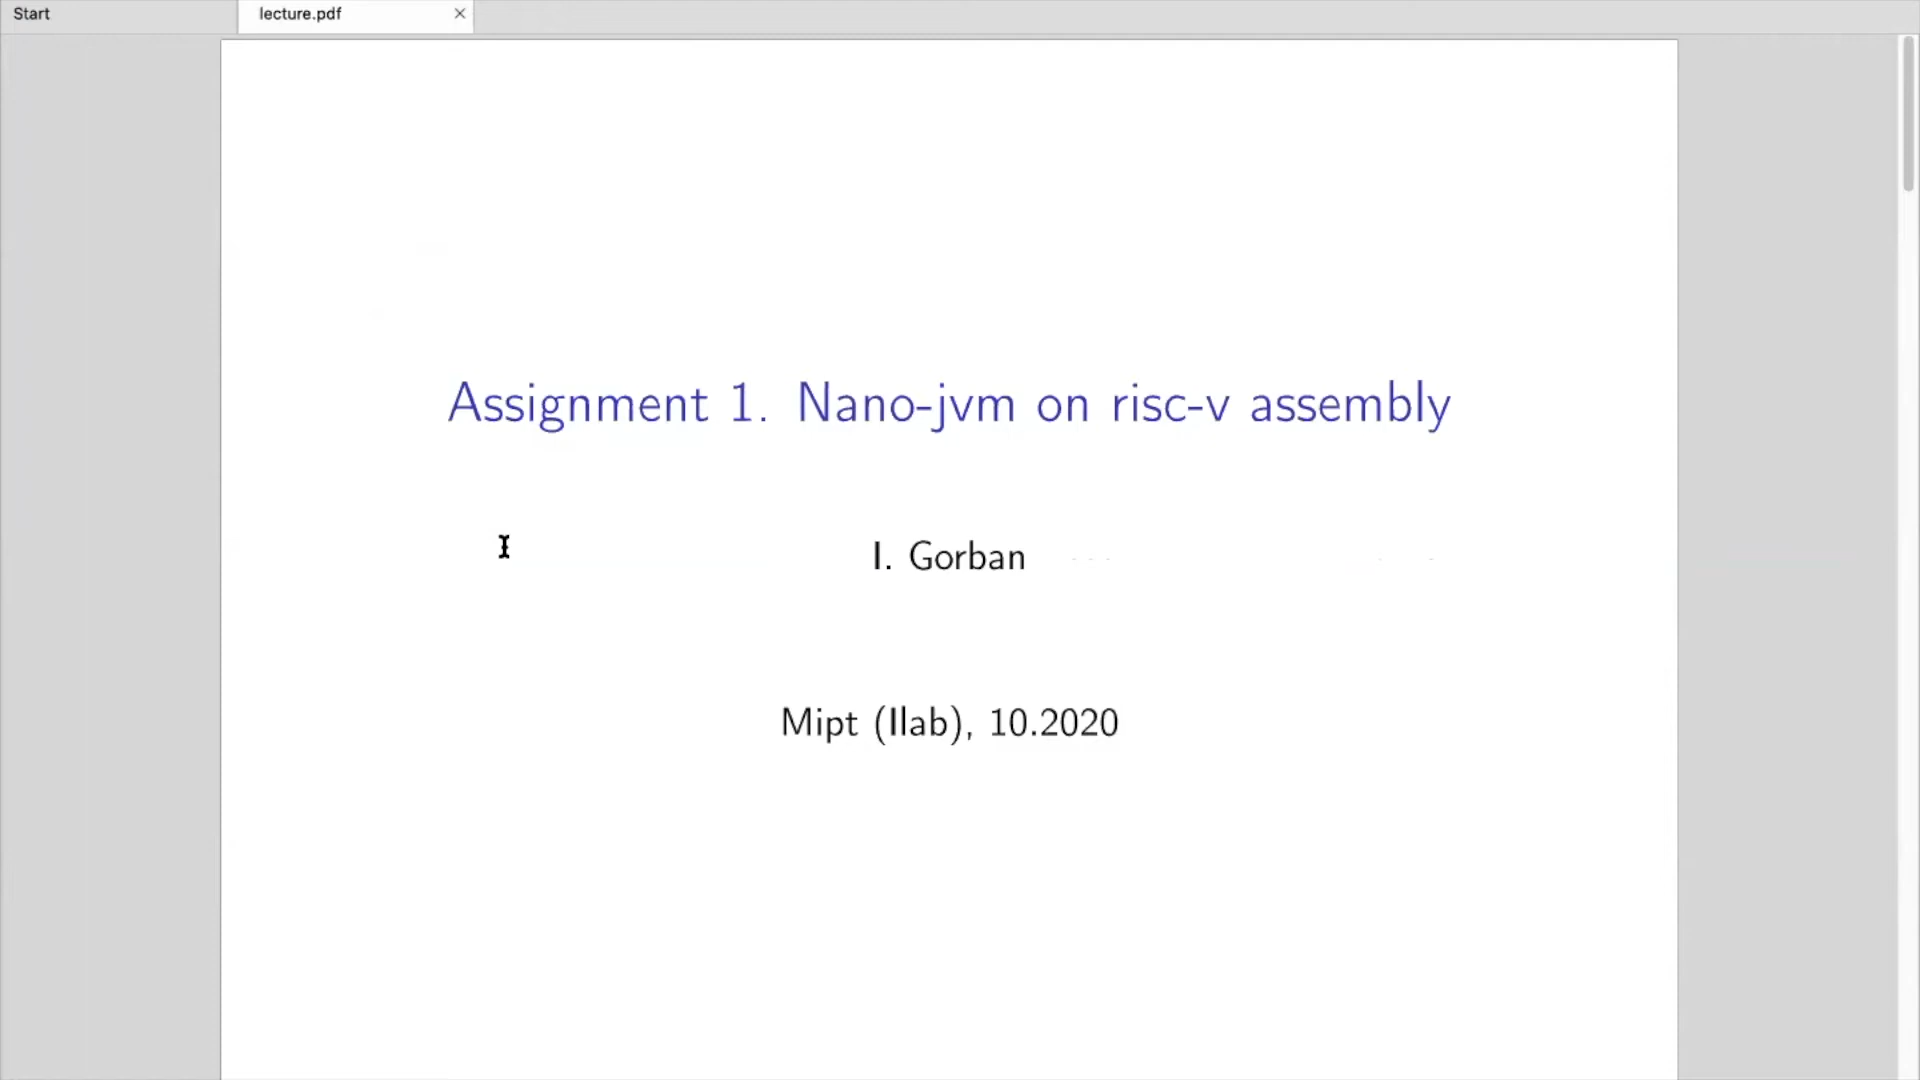 Start
lecture.pdf
Assignment 1. Nano-jvm on risc-v assembly
I. Gorban
Mipt (Ilab), 10.2020